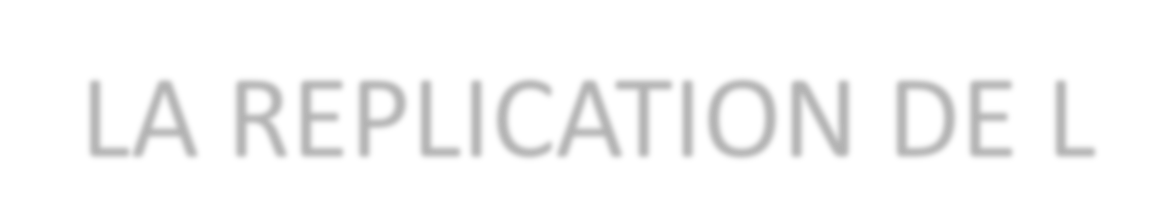 LA REPLICATION DE L